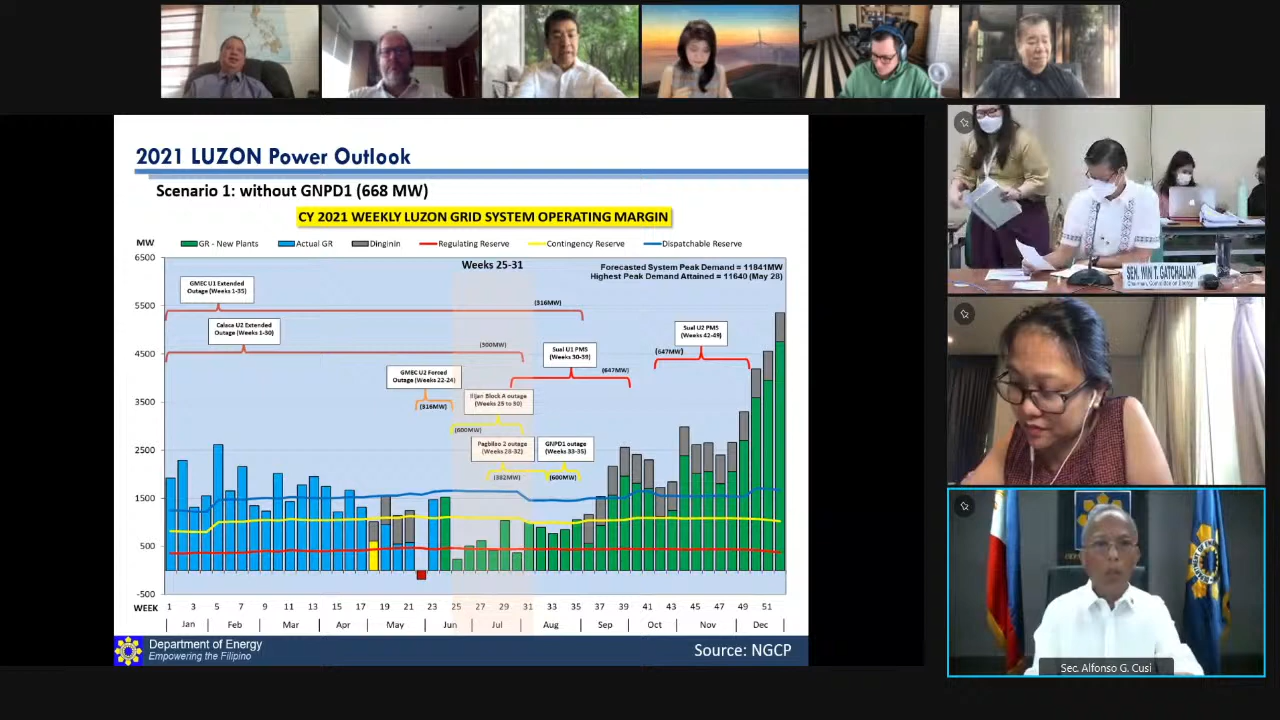 2021 LUZON Power Outlook
Scenario 1: without GNPD1 (668 MW)
CY 2021 WEEKLY LUZON GRID SYSTEM OPERATING MARGIN
MW
GR - New Plants
Actual GR
Dinginin
Regulating Reserve
Contingency Reserve
Dispatchable Reserve
6500
5500
4500
3500
2500
1500
500
-500
Weeks 25-31
Forecasted System Peak Demand = 11841MW
Highest Peak Demand Attained = 11640 (May 28)
GMEC U1 Extended
Outage (Weeks 1-35)
(316MW)
Calaca U2 Extended
Outage (Weeks 1-30)
(300MW)
Sual U2 PMS
(Weeks 42-49)
(647MW)
Sual U1 PMS
(Weeks 30-39)
(647MW)
GMEC U2 Forced
Outage (Weeks 22-24)
(316MW)
Ilijan Block A outage
(Weeks 25 to 30)
(600MW)
Pagbilao 2 outage
(Weeks 28-32)
(382MW)
GNPD1 outage
(Weeks 33-35)
(600MW)
WEEK 1 3 5 7 9 11 13 15 17 19 21 23 25 27 29 31 33 35 37 39 41 43 45 47 49 51
Jan Feb Mar Apr May Jun Jul Aug Sep Oct Nov Dec
Department of Energy
Empowering the Filipino
Source: NGCP
SEN. WIN T. GATCHALIAN
Chairman, Committee on Energy
Sec. Alfonso G. Cusi